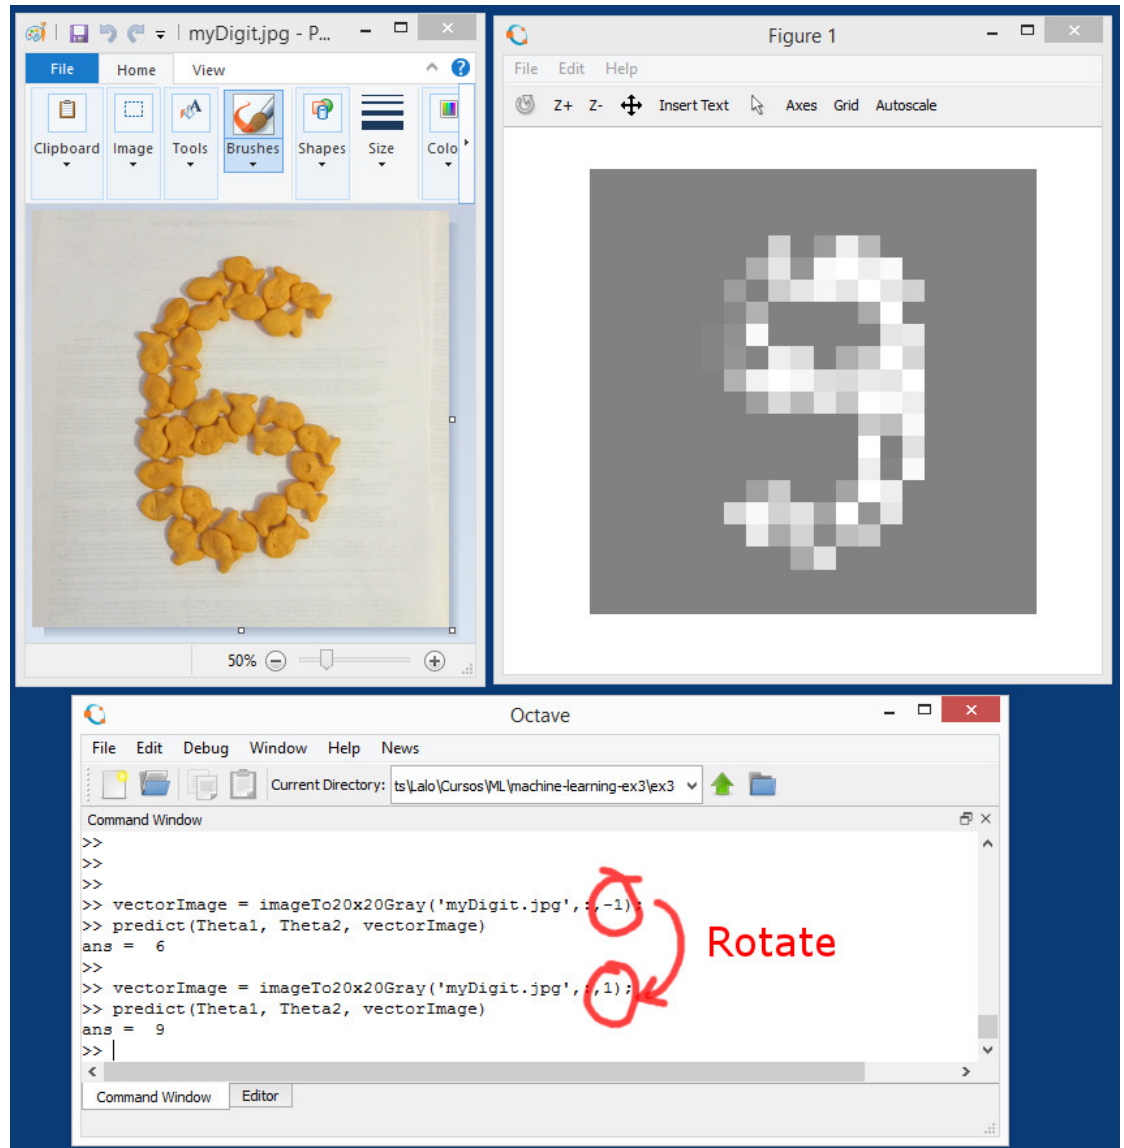 myDigit.jpg - P...
File Home View
Clipboard Image Tools Brushes Shapes Size Colo
50%
Figure 1
File Edit Help
Z+ Z- Insert Text Axes Grid Autoscale
Octave
File Edit Debug Window Help News
Current Directory: ts\Lalo\Cursos\ML\machine-learning-ex3\ex3
Command Window
>>
>>
>>
>> vectorImage = imageTo20x20Gray('myDigit.jpg',:,-1);
>> predict(Theta1, Theta2, vectorImage)
ans = 6
>>
>> vectorImage = imageTo20x20Gray('myDigit.jpg',:,1);
>> predict(Theta1, Theta2, vectorImage)
ans = 9
>>
Rotate
Command Window Editor